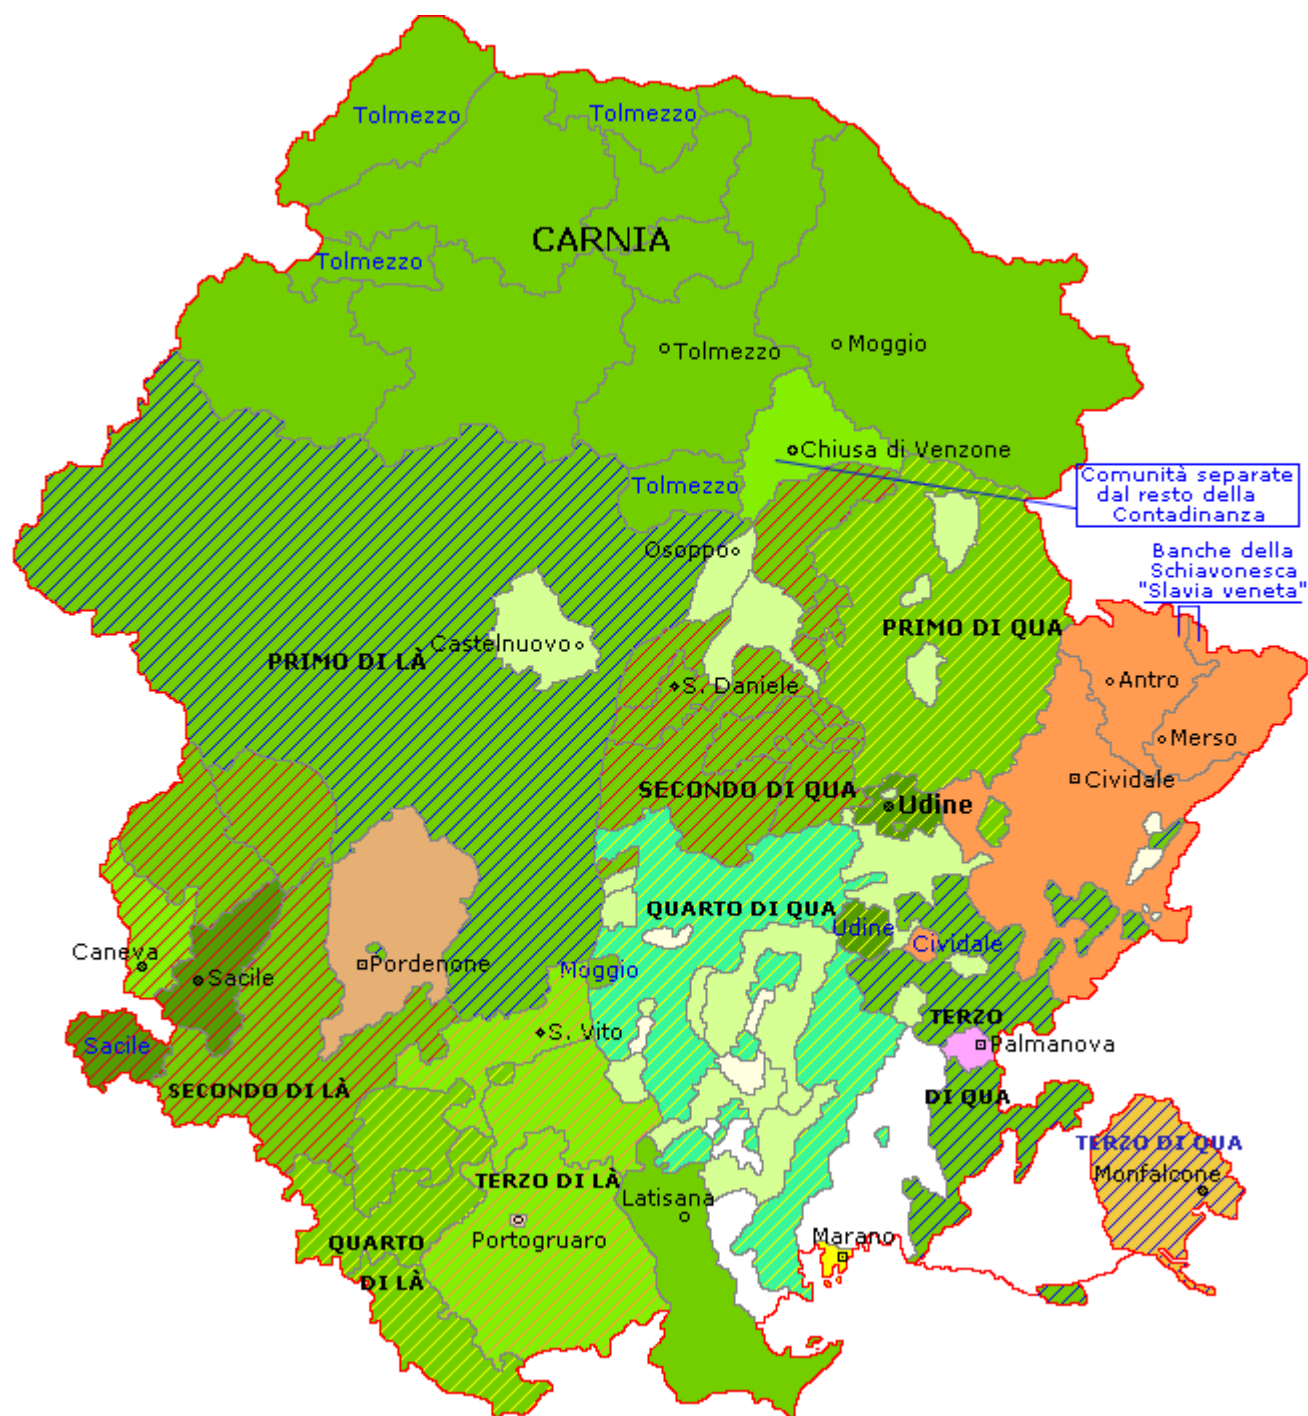 Tolmezzo
Tolmezzo
CARNIA
Tolmezzo
Tolmezzo
Moggio
Chiusa di Venzone
Tolmezzo
Comunità separate
dal resto della
Contadinanza
Osoppo
Banche della
Schiavonesca
"Slavia veneta"
PRIMO DI QUA
Castelnuovo
PRIMO DI LÀ
S. Daniele
Antro
Merso
Cividale
SECONDO DI QUA
Udine
QUARTO DI QUA
Udine
Cividale
Caneva
Sacile
Pordenone
Moggio
TERZO
DI QUA
S. Vito
Palmanova
Sacile
SECONDO DI LÀ
TERZO DI QUA
Monfalcone
TERZO DI LÀ
Latisana
Portogruaro
Marano
QUARTO
DI LÀ